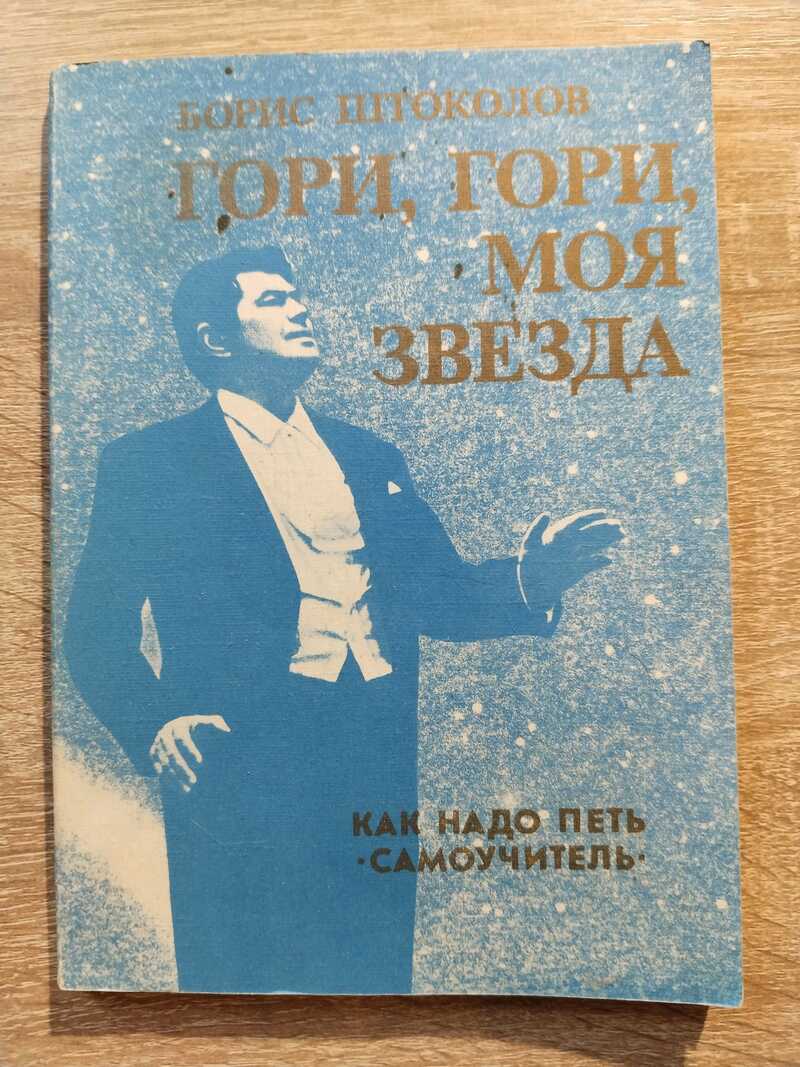 БОРИС ШТОКОЛОВ
ГОРИ, ГОРИ,
МОЯ
ЗВЕЗДА
КАК НАДО ПЕТЬ
·САМОУЧИТЕЛЬ·